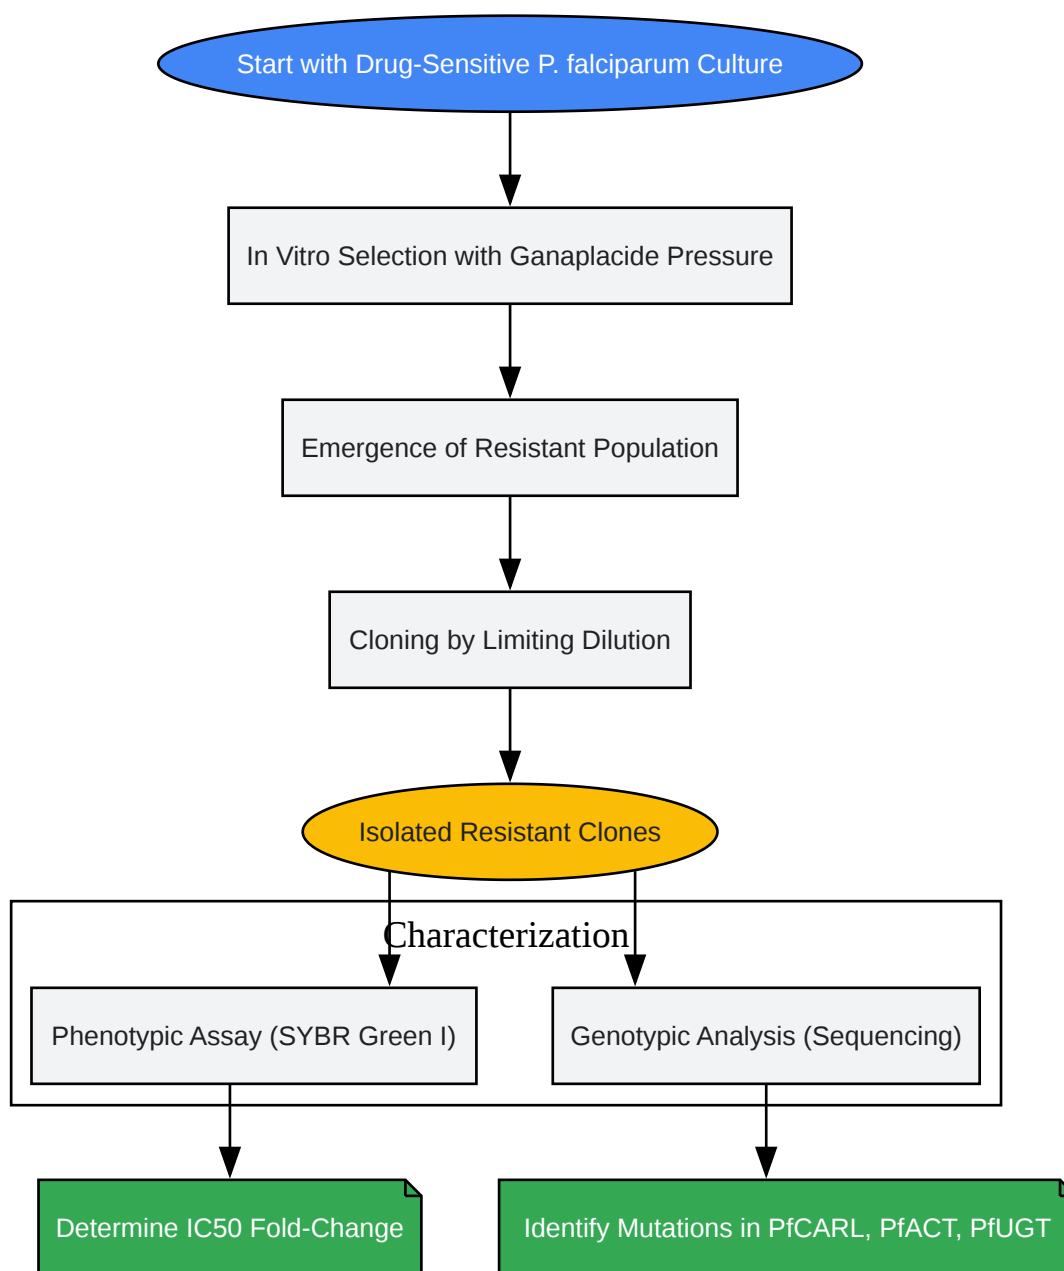 Start with Drug-Sensitive P. falciparum Culture
In Vitro Selection with Ganaplacide Pressure
Emergence of Resistant Population
Cloning by Limiting Dilution
Isolated Resistant Clones
Characterization
Phenotypic Assay (SYBR Green I)
Genotypic Analysis (Sequencing)
Determine IC50 Fold-Change
Identify Mutations in PfCARL, PfACT, PfUGT